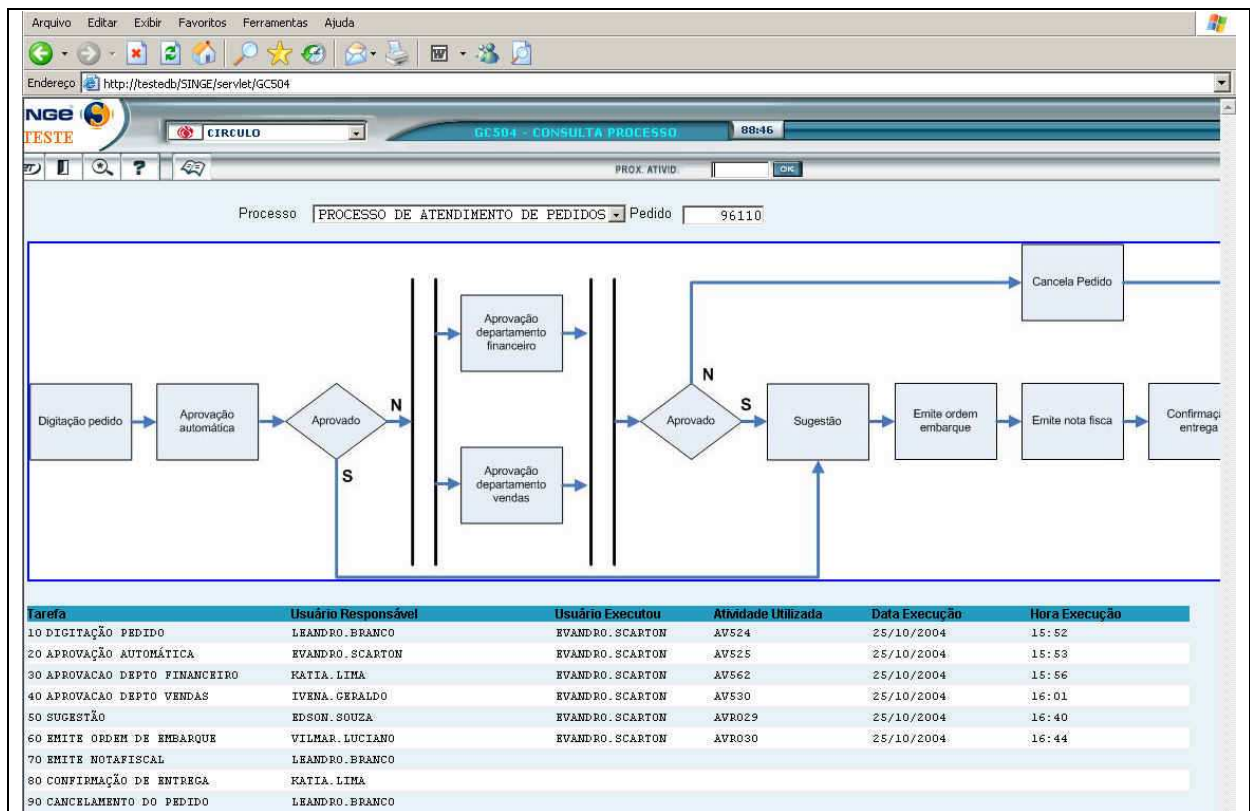 Arquivo Editar Exibir Favoritos Ferramentas Ajuda
Endereço http://testedb/SINGE/servlet/GC504
NGe
TESTE
CIRCULO
GC504 - CONSULTA PROCESSO
88:46
PROX. ATIVID.
OK
Processo PROCESSO DE ATENDIMENTO DE PEDIDOS Pedido 96110
Cancela Pedido
Aprovação
departamento
financeiro
N
N
S
Digitação pedido
Aprovação
automática
Aprovado
Aprovado
Sugestão
Emite ordem
embarque
Emite nota fisca
Confirmaç
entrega
S
Aprovação
departamento
vendas
Tarefa Usuário Responsável Usuário Executou Atividade Utilizada Data Execução Hora Execução
10 DIGITAÇÃO PEDIDO LEANDRO.BRANCO EVANDRO.SCARTON AV524 25/10/2004 15:52
20 APROVAÇÃO AUTOMÁTICA EVANDRO.SCARTON EVANDRO.SCARTON AV525 25/10/2004 15:53
30 APROVACAO DEPTO FINANCEIRO KATIA.LIMA EVANDRO.SCARTON AV562 25/10/2004 15:56
40 APROVACAO DEPTO VENDAS IVENA.GERALDO EVANDRO.SCARTON AV530 25/10/2004 16:01
50 SUGESTÃO EDSON.SOUZA EVANDRO.SCARTON AVR029 25/10/2004 16:40
60 EMITE ORDEM DE EMBARQUE VILMAR.LUCIANO EVANDRO.SCARTON AVR030 25/10/2004 16:44
70 EMITE NOTAFISCAL LEANDRO.BRANCO
80 CONFIRMAÇÃO DE ENTREGA KATIA.LIMA
90 CANCELAMENTO DO PEDIDO LEANDRO.BRANCO